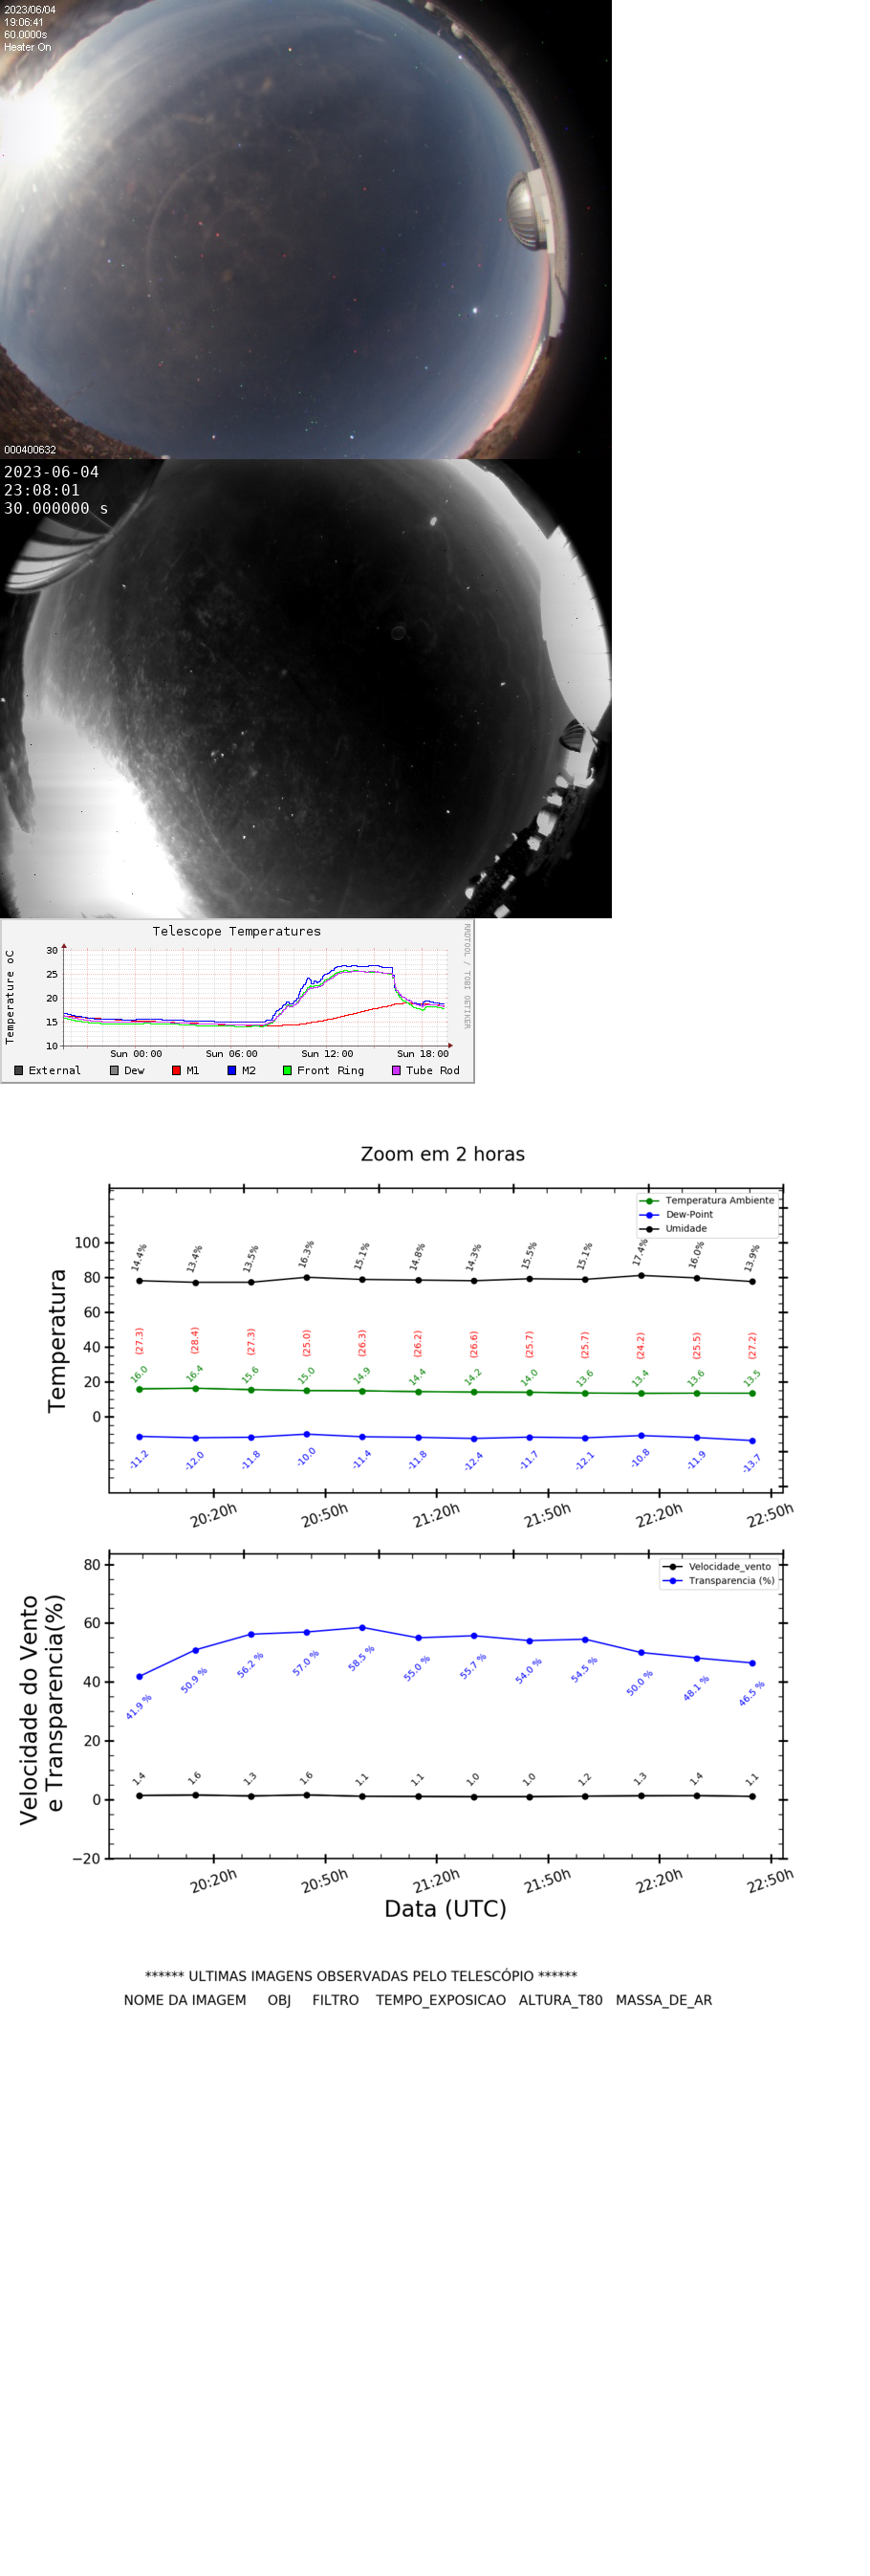 2023/06/04
19:06:41
60.0000s
Heater On
000400632
2023-06-04
23:08:01
30.000000 s
Telescope Temperatures
RRDTOOL / TOBI OETIKER
Temperature oC
30
25
20
15
10
Sun 00:00 Sun 06:00 Sun 12:00 Sun 18:00
External Dew M1 M2 Front Ring Tube Rod
Zoom em 2 horas
Temperatura
Temperatura Ambiente
Dew-Point
Umidade
100
80
60
40
20
0
14.4% 13.4% 13.5% 16.3% 15.1% 14.8% 14.3% 15.5% 15.1% 17.4% 16.0% 13.9%
(27.3) (28.4) (27.3) (25.0) (26.3) (26.2) (26.6) (25.7) (25.7) (24.2) (25.5) (27.2)
16.0 16.4 15.6 15.0 14.9 14.4 14.2 14.0 13.6 13.4 13.6 13.5
-11.2 -12.0 -11.8 -10.0 -11.4 -11.8 -12.4 -11.7 -12.1 -10.8 -11.9 -13.7
20:20h 20:50h 21:20h 21:50h 22:20h 22:50h
Velocidade do Vento
e Transparencia(%)
Velocidade_vento
Transparencia (%)
80
60
40
20
0
−20
41.9 % 50.9 % 56.2 % 57.0 % 58.5 % 55.0 % 55.7 % 54.0 % 54.5 % 50.0 % 48.1 % 46.5 %
1.4 1.6 1.3 1.6 1.1 1.1 1.0 1.0 1.2 1.3 1.4 1.1
20:20h 20:50h 21:20h 21:50h 22:20h 22:50h
Data (UTC)
****** ULTIMAS IMAGENS OBSERVADAS PELO TELESCÓPIO ******
NOME DA IMAGEM OBJ FILTRO TEMPO_EXPOSICAO ALTURA_T80 MASSA_DE_AR